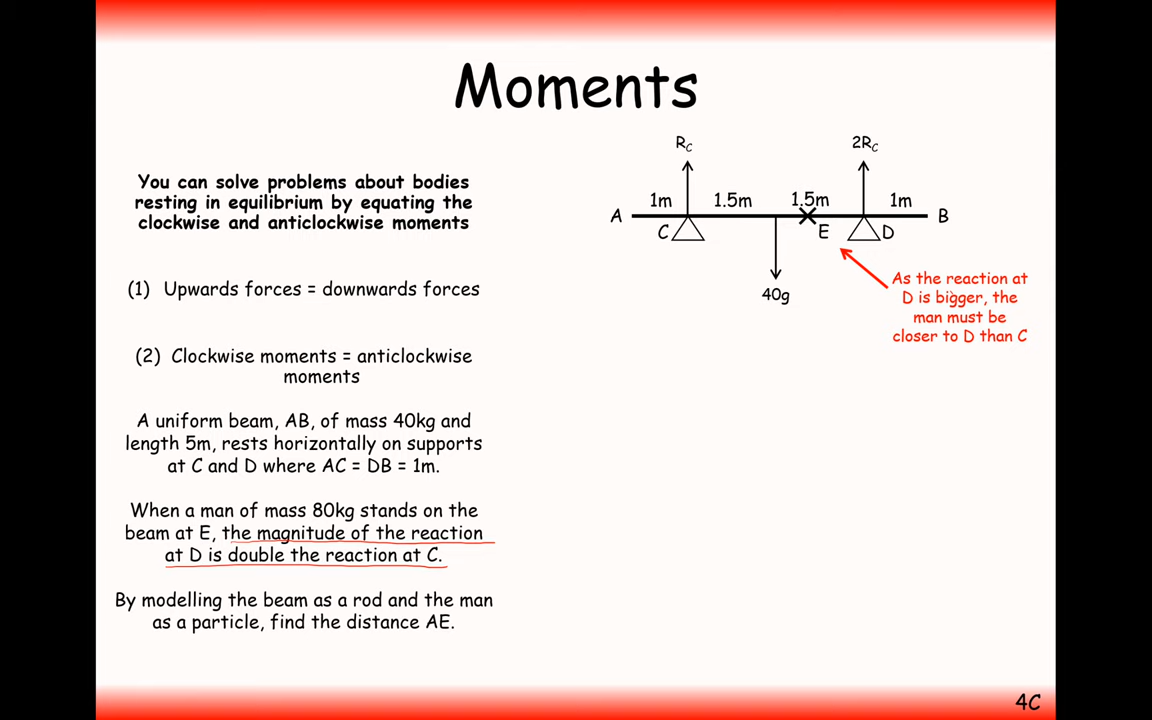 Moments
You can solve problems about bodies
resting in equilibrium by equating the
clockwise and anticlockwise moments
(1) Upwards forces = downwards forces
(2) Clockwise moments = anticlockwise
moments
A uniform beam, AB, of mass 40kg and
length 5m, rests horizontally on supports
at C and D where AC = DB = 1m.
When a man of mass 80kg stands on the
beam at E, the magnitude of the reaction
at D is double the reaction at C.
By modelling the beam as a rod and the man
as a particle, find the distance AE.
RC 2RC
1m 1.5m 1.5m 1m
A B
C E D
40g
As the reaction at
D is bigger, the
man must be
closer to D than C
4C